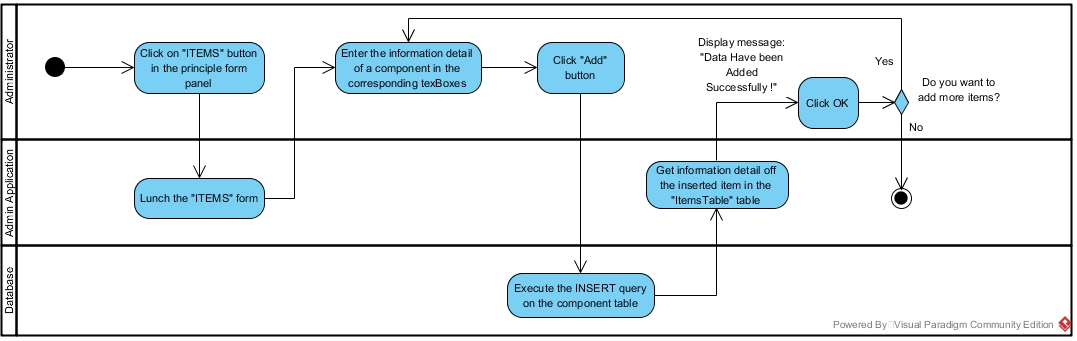 Administrator
Click on "ITEMS" button
in the principle form
panel
Enter the information detail
of a component in the
corresponding texBoxes
Click "Add"
button
Display message:
"Data Have been
Added
Successfully !"
Click OK
Yes
Do you want to
add more items?
No
Admin Application
Lunch the "ITEMS" form
Get information detail off
the inserted item in the
"ItemsTable" table
Database
Execute the INSERT query
on the component table
Powered By Visual Paradigm Community Edition